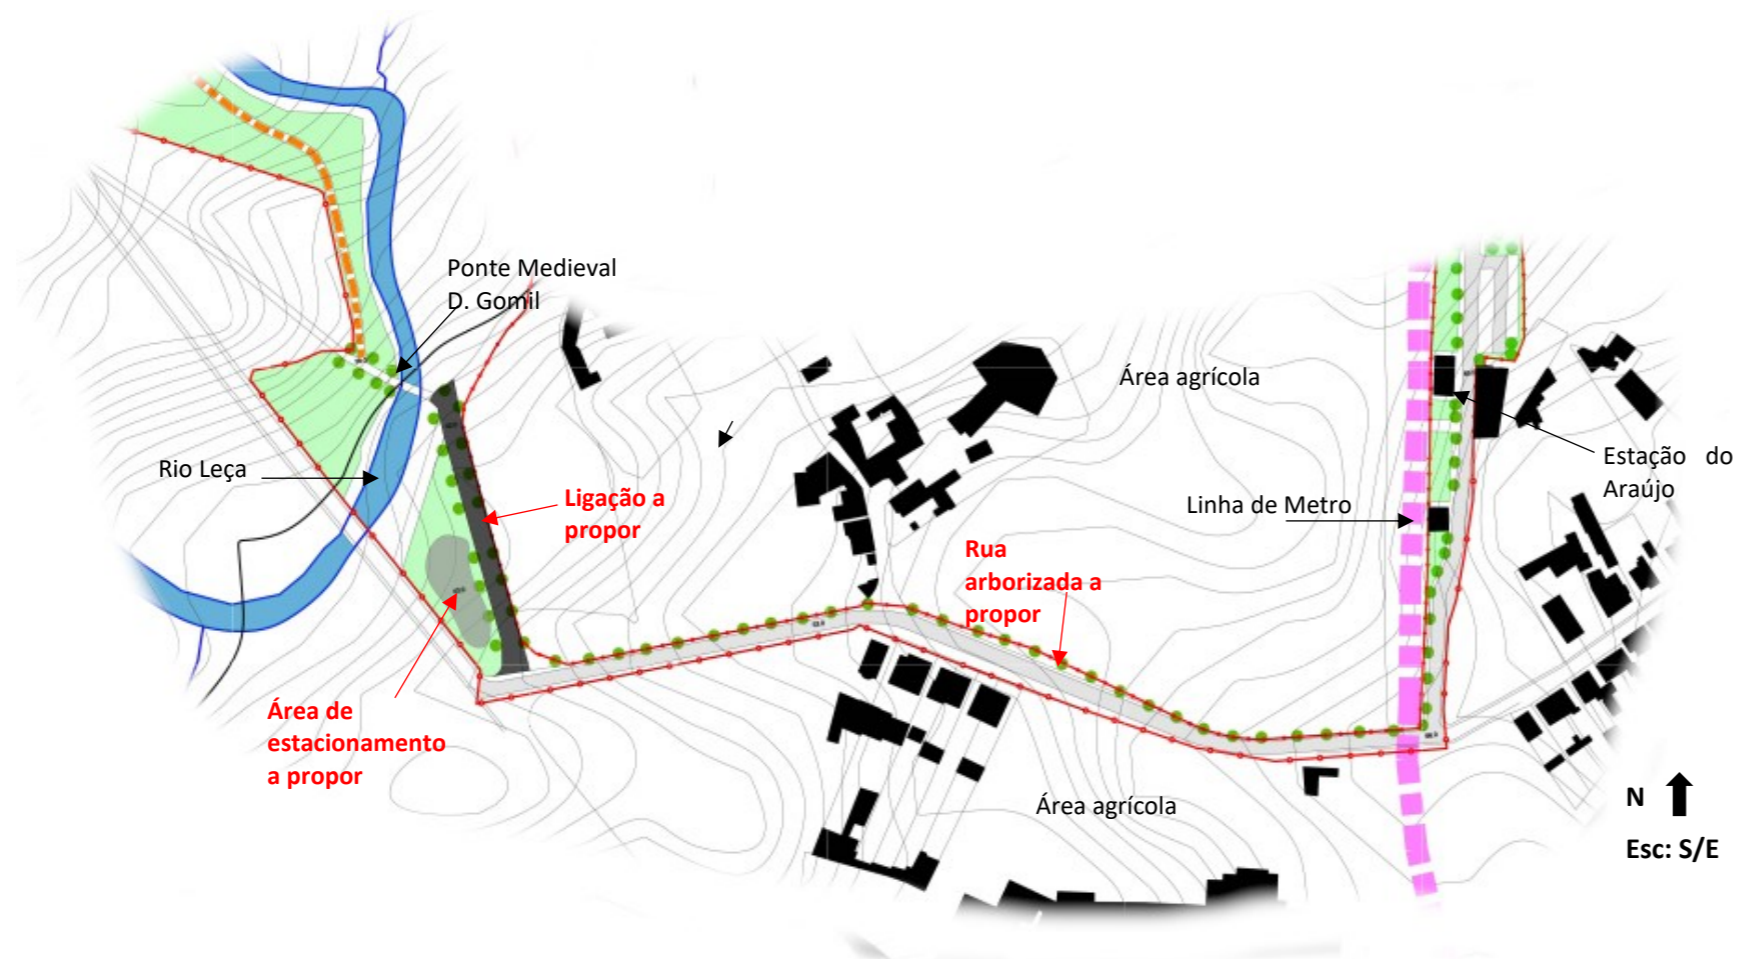 Ponte Medieval
D. Gomil
Área agrícola
Rio Leça
Estação do
Araújo
Ligação a
propor
Linha de Metro
Rua
arborizada a
propor
Área de
estacionamento
a propor
Área agrícola
N
Esc: S/E